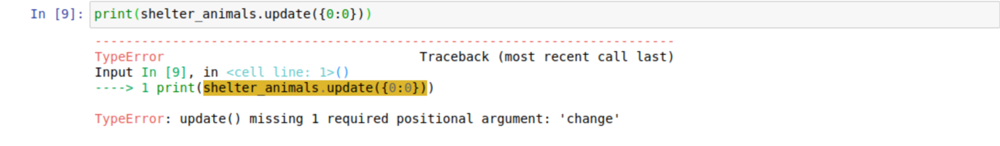 In [9]: print(shelter_animals.update({0:0}))
---------------------------------------------------------------------------
TypeError                                 Traceback (most recent call last)
Input In [9], in <cell line: 1>()
----> 1 print(shelter_animals.update({0:0}))
TypeError: update() missing 1 required positional argument: 'change'